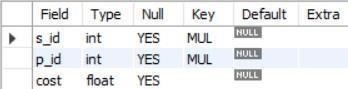 Field Type Null Key Default Extra
s_id int YES MUL NULL
p_id int YES MUL NULL
cost float YES NULL